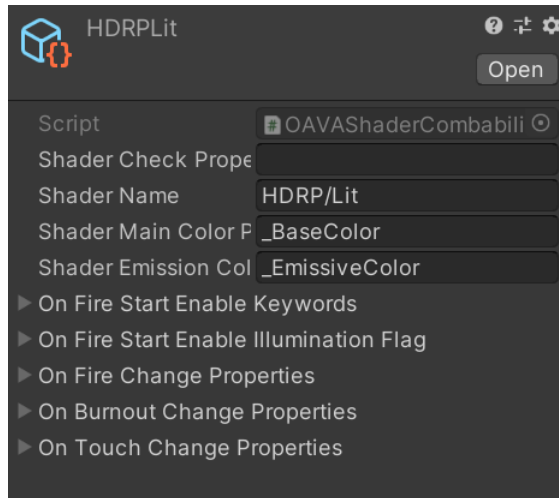 HDRPLit
Open
Script OAVAShaderCombabili
Shader Check Prope
Shader Name HDRP/Lit
Shader Main Color P _BaseColor
Shader Emission Col _EmissiveColor
On Fire Start Enable Keywords
On Fire Start Enable Illumination Flag
On Fire Change Properties
On Burnout Change Properties
On Touch Change Properties